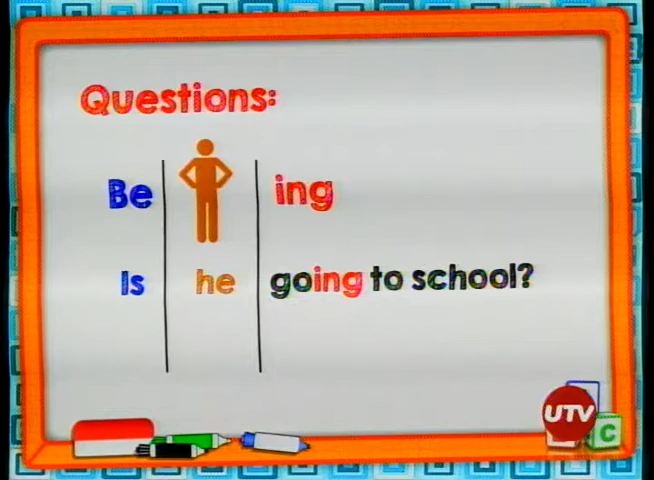 Questions:
Be ing
Is he going to school?
UTV
C